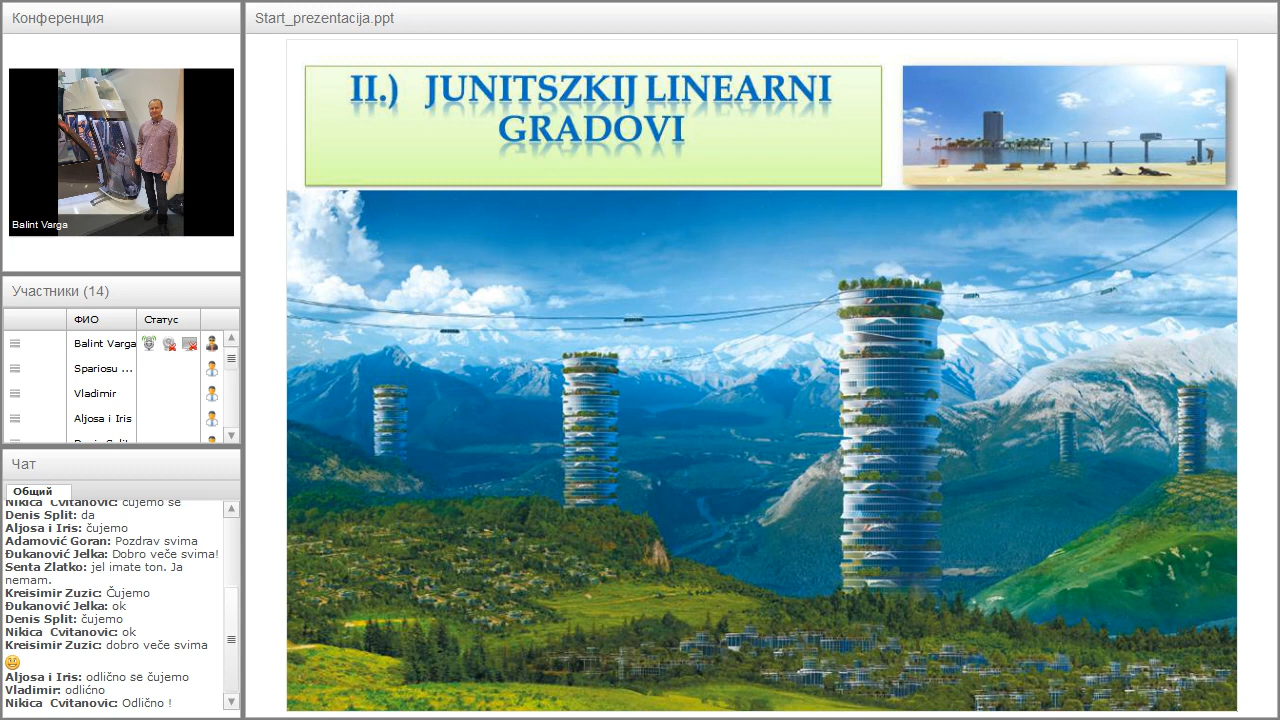 Конференция
Balint Varga
Участники (14)
ФИО Статус
Balint Varga
Spariosu ...
Vladimir
Aljosa i Iris
Чат
Общий
Nikica Cvitanovic: čujemo se
Denis Split: da
Aljosa i Iris: čujemo
Adamović Goran: Pozdrav svima
Đukanović Jelka: Dobro veče svima!
Senta Zlatko: jel imate ton. Ja
nemam.
Kreisimir Zuzic: Čujemo
Đukanović Jelka: ok
Denis Split: čujemo
Nikica Cvitanovic: ok
Kreisimir Zuzic: dobro veče svima
Aljosa i Iris: odlično se čujemo
Vladimir: odlićno
Nikica Cvitanovic: Odlično !
Start_prezentacija.ppt
II.) JUNITSZKIJ LINEARNI
GRADOVI